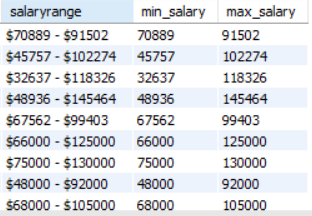 salaryrange min_salary max_salary
$70889 - $91502 70889 91502
$45757 - $102274 45757 102274
$32637 - $118326 32637 118326
$48936 - $145464 48936 145464
$67562 - $99403 67562 99403
$66000 - $125000 66000 125000
$75000 - $130000 75000 130000
$48000 - $92000 48000 92000
$68000 - $105000 68000 105000